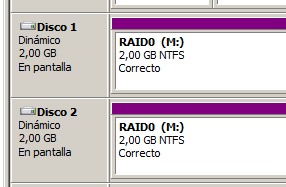 Disco 1
Dinámico
2,00 GB
En pantalla
RAID0 (M:)
2,00 GB NTFS
Correcto
Disco 2
Dinámico
2,00 GB
En pantalla
RAID0 (M:)
2,00 GB NTFS
Correcto